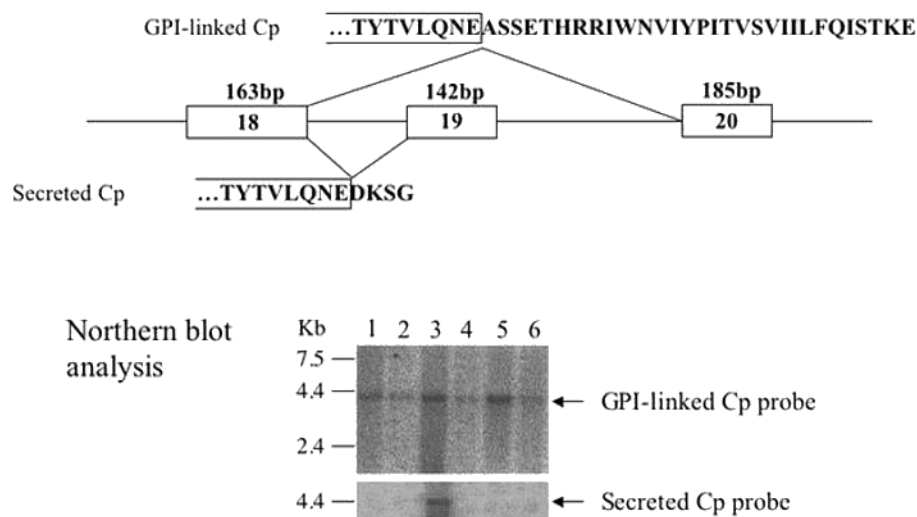 GPI-linked Cp ...TYTVLQNEASSETHRRIWNVIYPITVSVIILFQISTKE
163bp 142bp 185bp
18 19 20
Secreted Cp ...TYTVLQNEDKSG
Northern blot
analysis
Kb 1 2 3 4 5 6
7.5
4.4
GPI-linked Cp probe
2.4
4.4 Secreted Cp probe